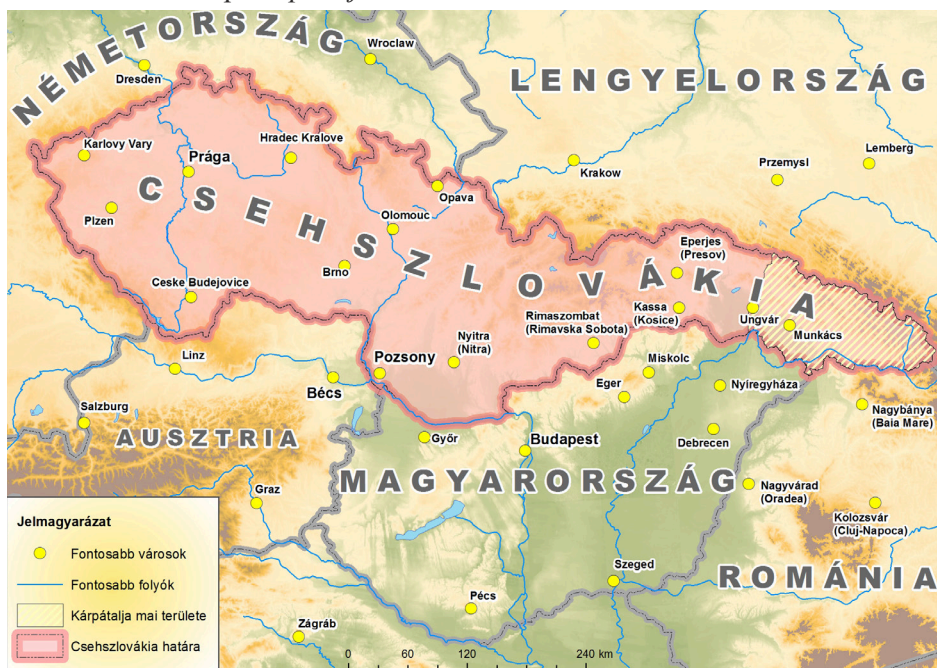 NÉMETORSZÁG
Wroclaw
Dresden
LENGYELORSZÁG
Karlovy Vary
Hradec Kralove
Prága
Lemberg
Przemysl
Krakow
Opava
Plzen
CSEHSZLOVÁKIA
Olomouc
Brno
Eperjes
(Presov)
Ceske Budejovice
Kassa
(Kosice)
Ungvár
Rimaszombat
(Rimavska Sobota)
Munkács
Nyitra
(Nitra)
Linz
Pozsony
Miskolc
Bécs
Eger
Nyíregyháza
Salzburg
Nagybánya
(Baia Mare)
AUSZTRIA
Győr
Budapest
Debrecen
MAGYARORSZÁG
Graz
Nagyvárad
(Oradea)
Kolozsvár
(Cluj-Napoca)
Szeged
ROMÁNIA
Pécs
Zágráb
Jelmagyarázat
Fontosabb városok
Fontosabb folyók
Kárpátalja mai területe
Csehszlovákia határa
0 60 120 240 km